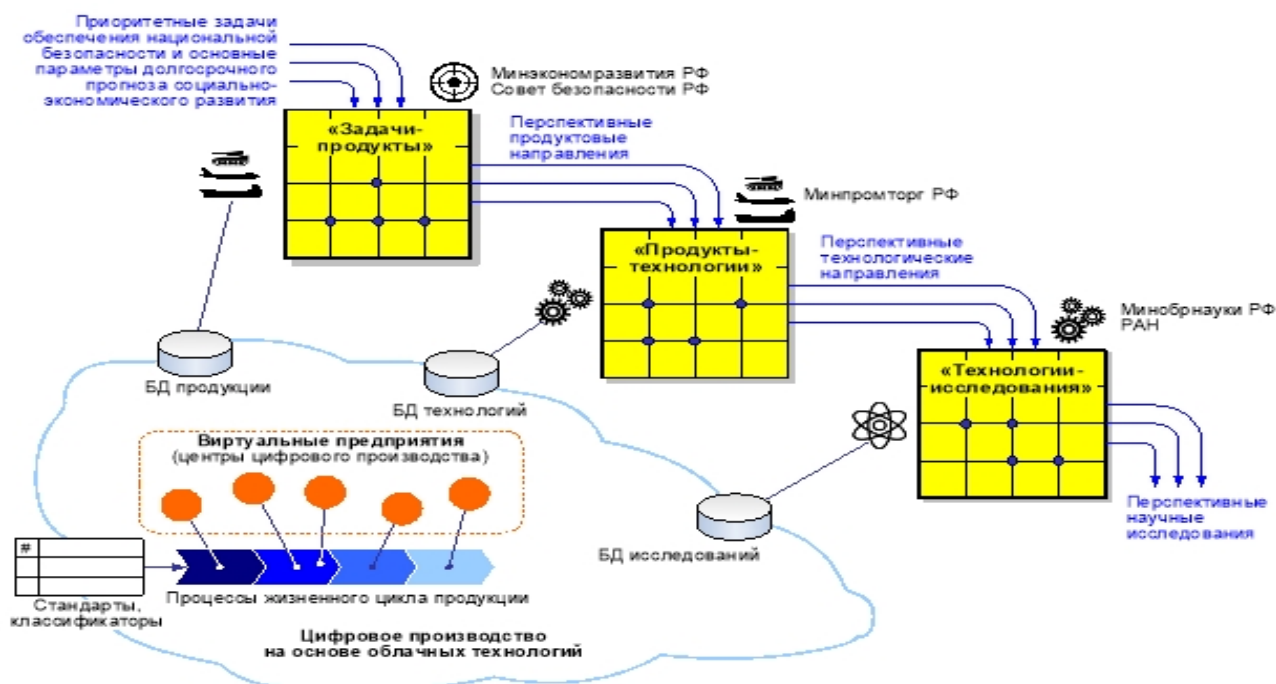 Приоритетные задачи
обеспечения национальной
безопасности и основные
параметры долгосрочного
прогноза социально-
экономического развития
Минэкономразвития РФ
Совет безопасности РФ
«Задачи-
продукты»
Перспективные
продуктовые
направления
Минпромторг РФ
«Продукты-
технологии»
Перспективные
технологические
направления
Минобрнауки РФ
РАН
«Технологии-
исследования»
Перспективные
научные
исследования
БД продукции
БД технологий
БД исследований
Виртуальные предприятия
(центры цифрового производства)
#
Стандарты,
классификаторы
Процессы жизненного цикла продукции
Цифровое производство
на основе облачных технологий